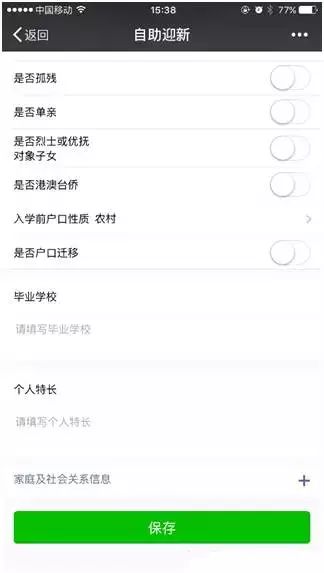 中国移动 15:38 77%
返回 自助迎新
是否孤残
是否单亲
是否烈士或优抚
对象子女
是否港澳台侨
入学前户口性质 农村
是否户口迁移
毕业学校
请填写毕业学校
个人特长
请填写个人特长
家庭及社会关系信息
保存